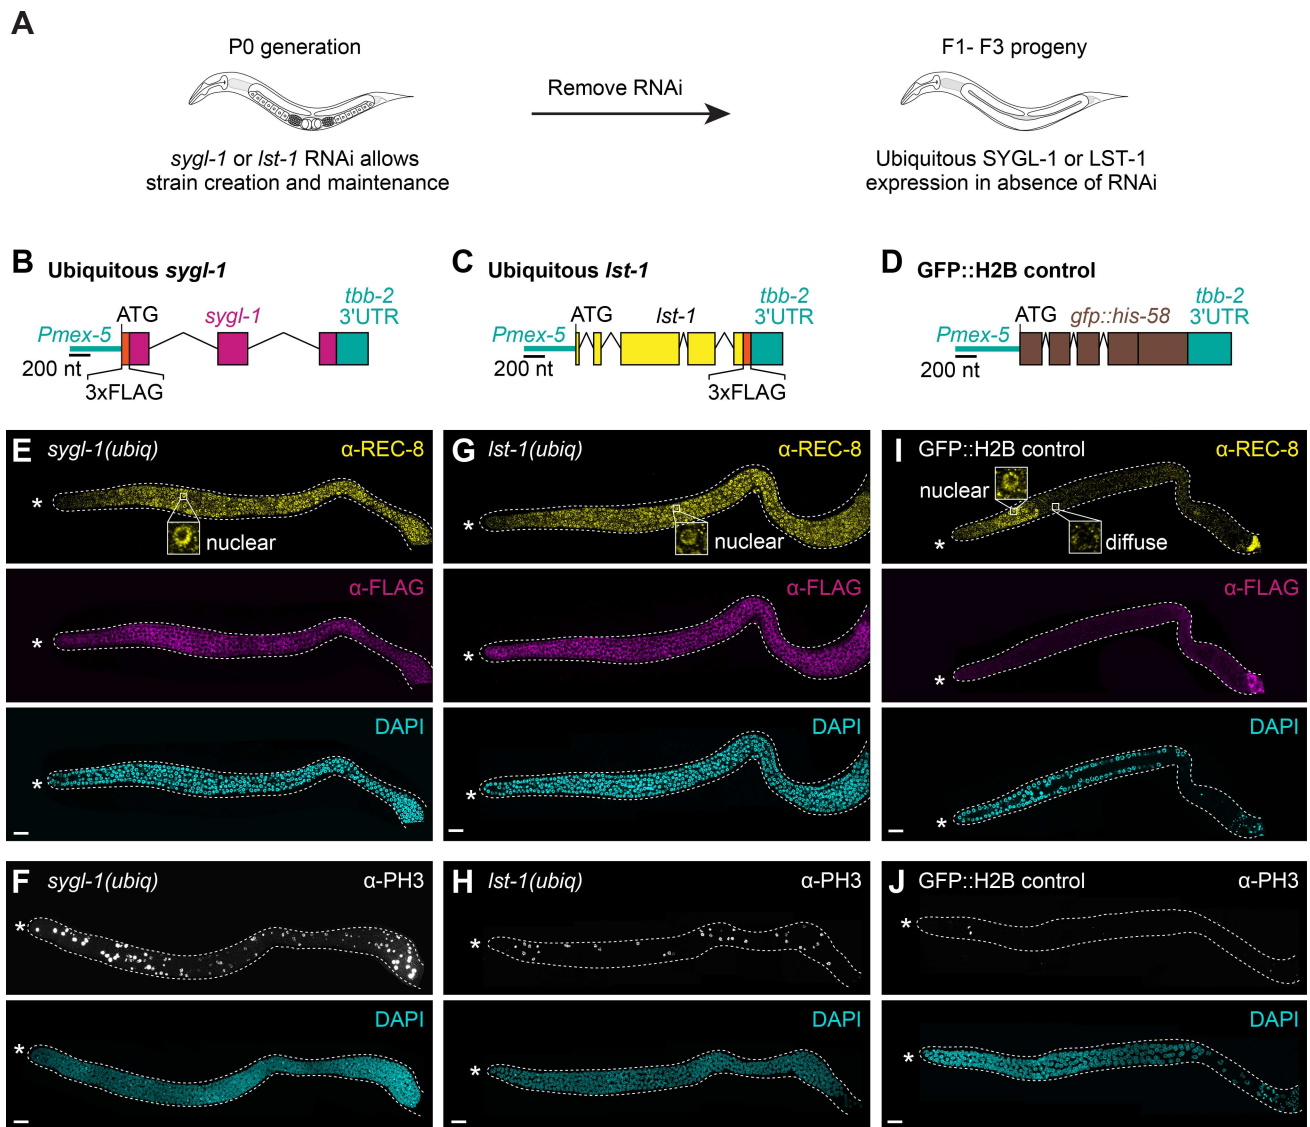 A
P0 generation
Remove RNAi
F1- F3 progeny
sygl-1 or lst-1 RNAi allows
strain creation and maintenance
Ubiquitous SYGL-1 or LST-1
expression in absence of RNAi
B Ubiquitous sygl-1
ATG
sygl-1
tbb-2
3'UTR
Pmex-5
200 nt
3xFLAG
C Ubiquitous lst-1
ATG
lst-1
tbb-2
3'UTR
Pmex-5
200 nt
3xFLAG
D GFP::H2B control
ATG
gfp::his-58
tbb-2
3'UTR
Pmex-5
200 nt
E sygl-1(ubiq) α-REC-8
*
nuclear
α-FLAG
*
DAPI
*
G lst-1(ubiq) α-REC-8
*
nuclear
α-FLAG
*
DAPI
*
I GFP::H2B control α-REC-8
nuclear
diffuse
*
α-FLAG
*
DAPI
*
F sygl-1(ubiq) α-PH3
*
DAPI
*
H lst-1(ubiq) α-PH3
*
DAPI
*
J GFP::H2B control α-PH3
*
DAPI
*